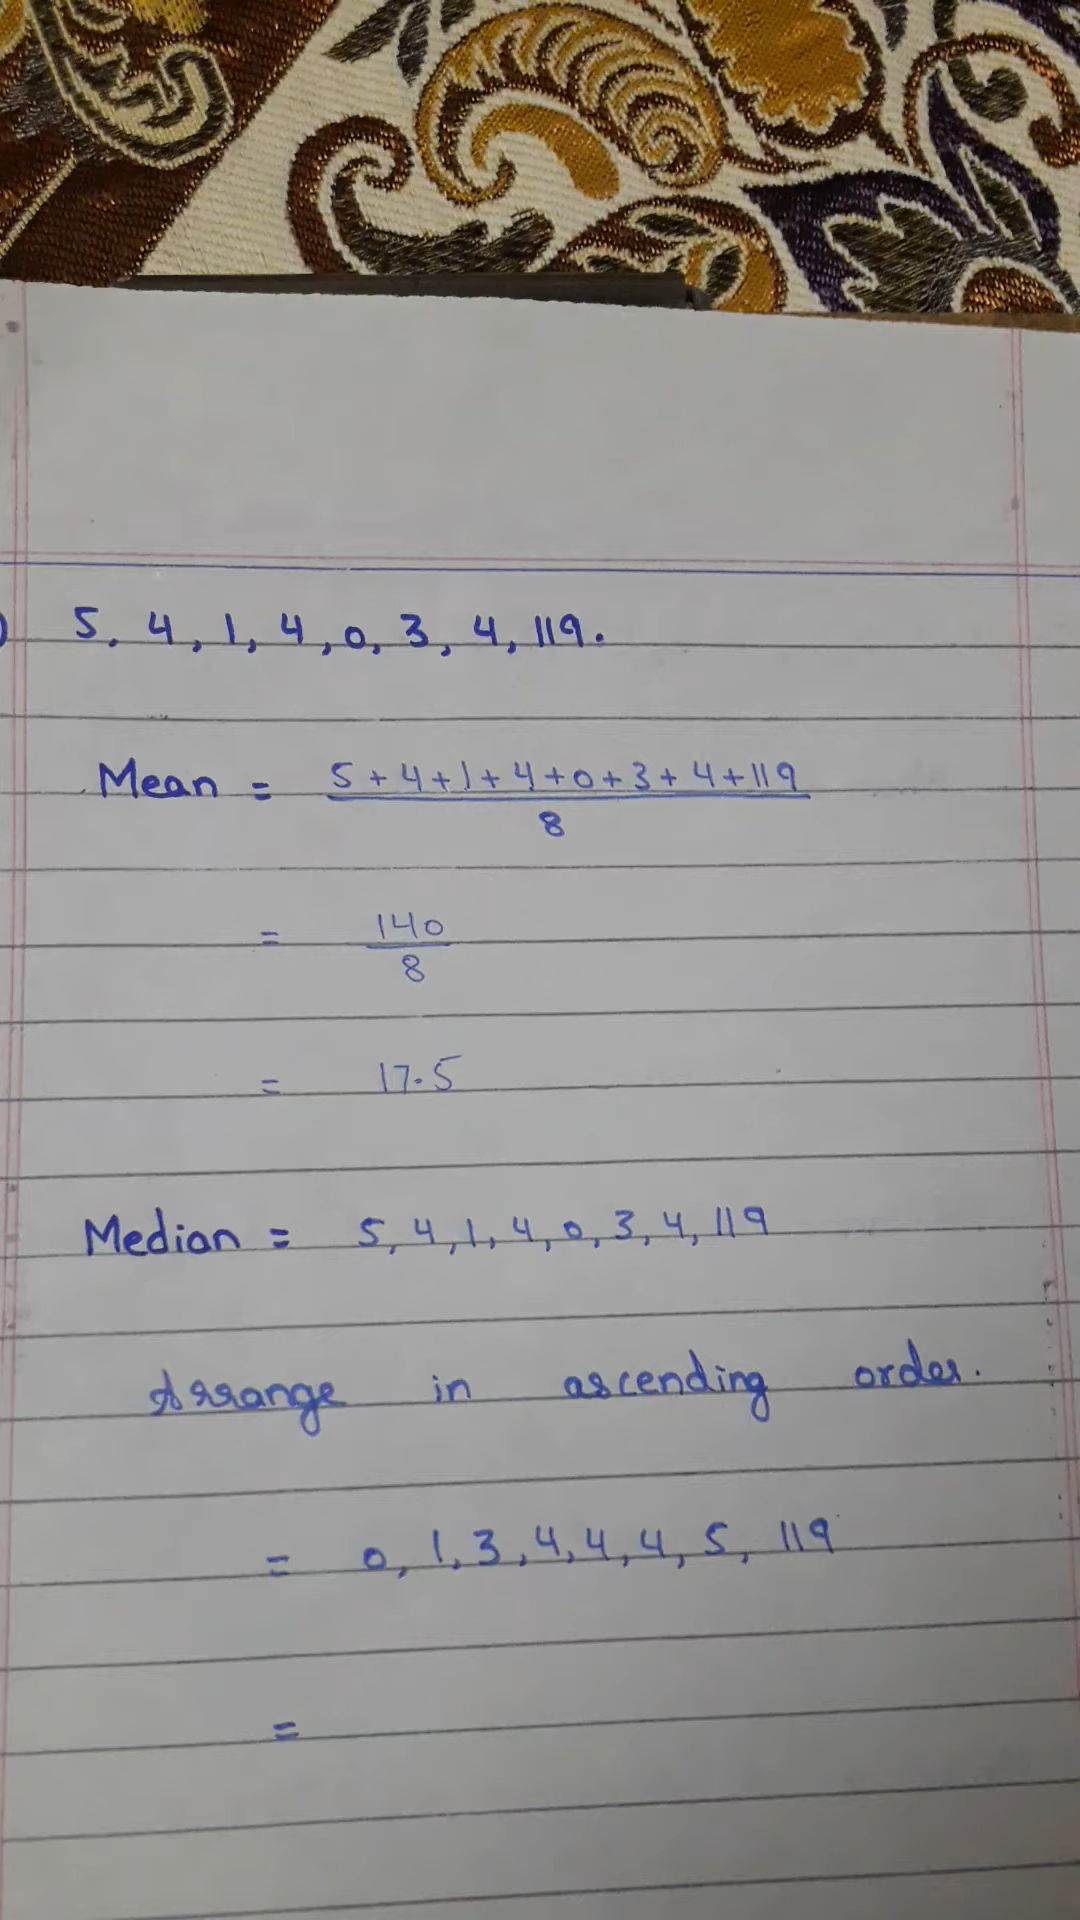 ) 5, 4, 1, 4, 0, 3, 4, 119.
Mean = 5+4+1+4+0+3+4+119
8
= 140
8
= 17.5
Median = 5, 4, 1, 4, 0, 3, 4, 119
Arrange in ascending order.
= 0, 1, 3, 4, 4, 4, 5, 119
=